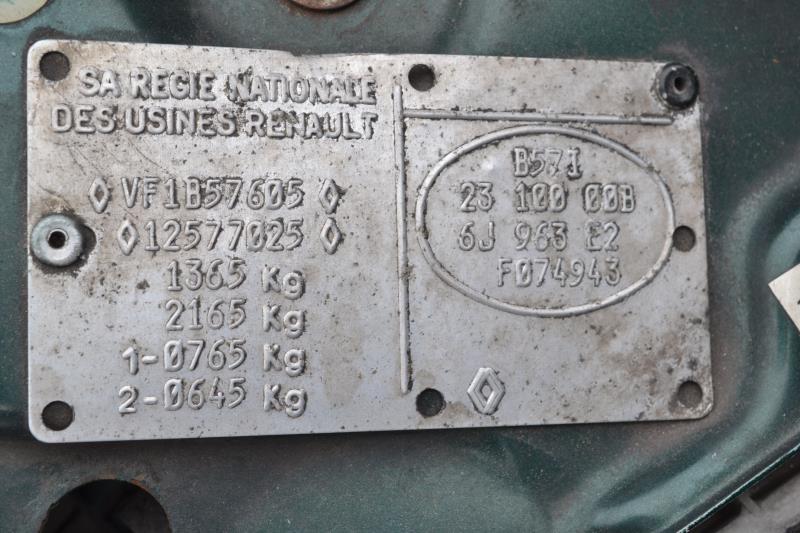 SA REGIE NATIONALE
DES USINES RENAULT
VF1B57605
12577025
1365 Kg
2165 Kg
1-0765 Kg
2-0645 Kg
B571
23 100 00B
6J 963 E2
F074943